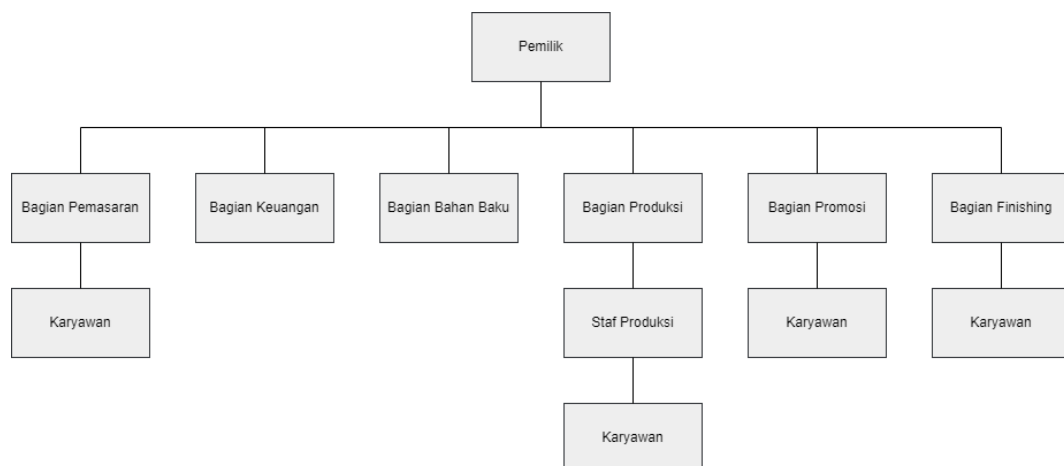 Pemilik
Bagian Pemasaran
Bagian Keuangan
Bagian Bahan Baku
Bagian Produksi
Bagian Promosi
Bagian Finishing
Karyawan
Staf Produksi
Karyawan
Karyawan
Karyawan